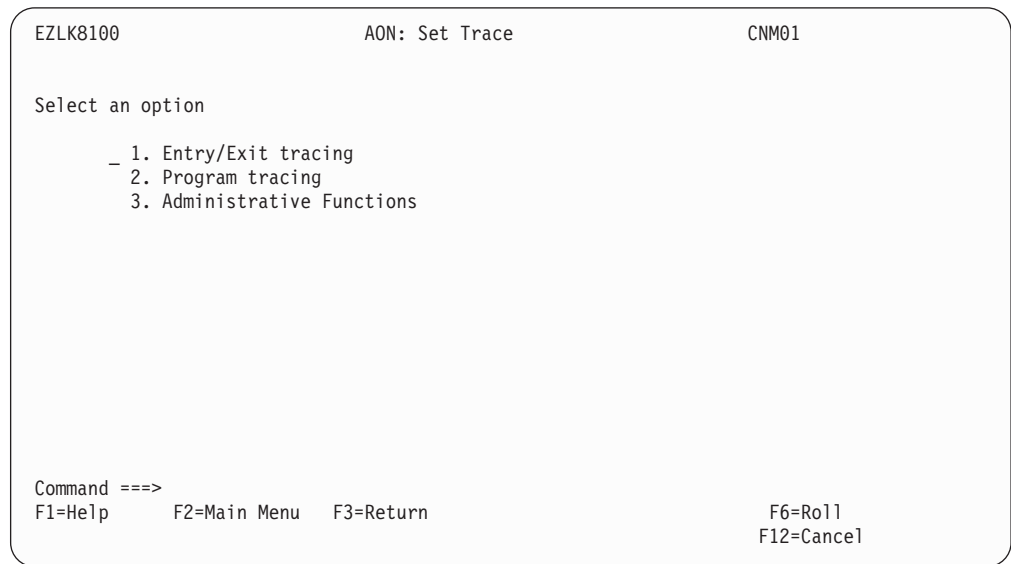 EZLK8100 AON: Set Trace CNM01
Select an option
_ 1. Entry/Exit tracing
2. Program tracing
3. Administrative Functions
Command ===>
F1=Help F2=Main Menu F3=Return F6=Roll
F12=Cancel